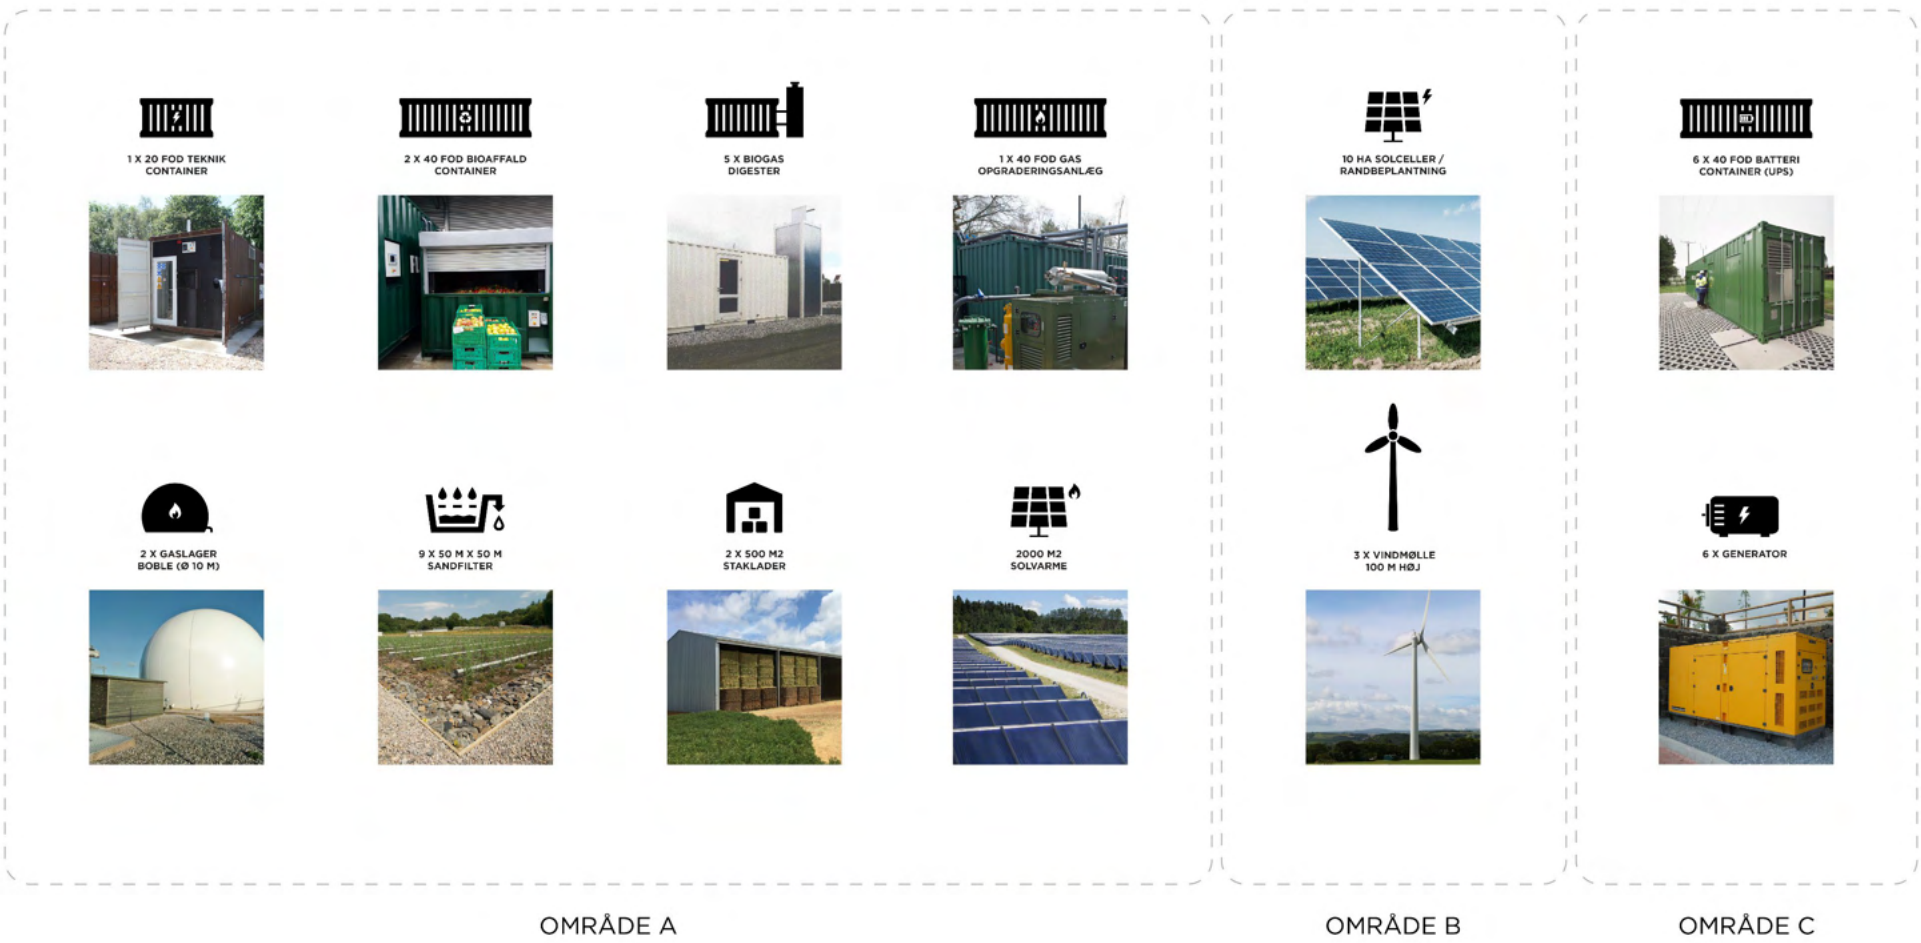 1 X 20 FOD TEKNIK
CONTAINER
2 X 40 FOD BIOAFFALD
CONTAINER
5 X BIOGAS
DIGESTER
1 X 40 FOD GAS
OPGRADERINGSANLÆG
10 HA SOLCELLER /
RANDBEPLANTNING
6 X 40 FOD BATTERI
CONTAINER (UPS)
2 X GASLAGER
BOBLE (Ø 10 M)
9 X 50 M X 50 M
SANDFILTER
2 X 500 M2
STAKLADER
2000 M2
SOLVARME
3 X VINDMØLLE
100 M HØJ
6 X GENERATOR
OMRÅDE A
OMRÅDE B
OMRÅDE C